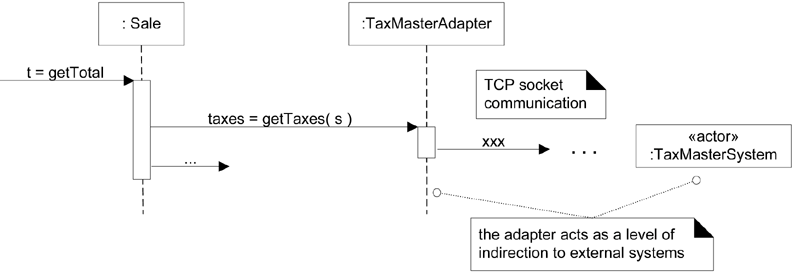 : Sale
:TaxMasterAdapter
t = getTotal
TCP socket
communication
taxes = getTaxes( s )
xxx
. . .
«actor»
:TaxMasterSystem
...
the adapter acts as a level of
indirection to external systems